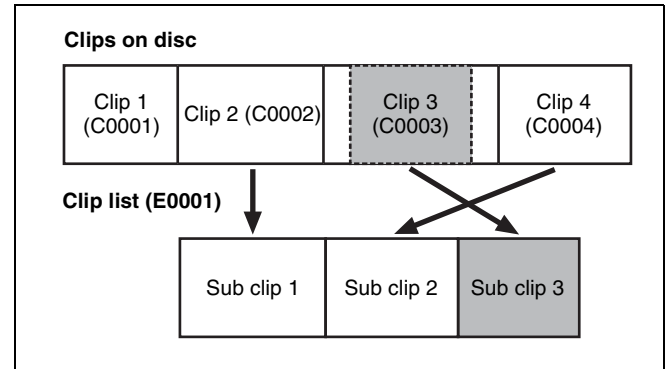 Clips on disc
Clip 1
(C0001)
Clip 2 (C0002)
Clip 3
(C0003)
Clip 4
(C0004)
Clip list (E0001)
Sub clip 1
Sub clip 2
Sub clip 3